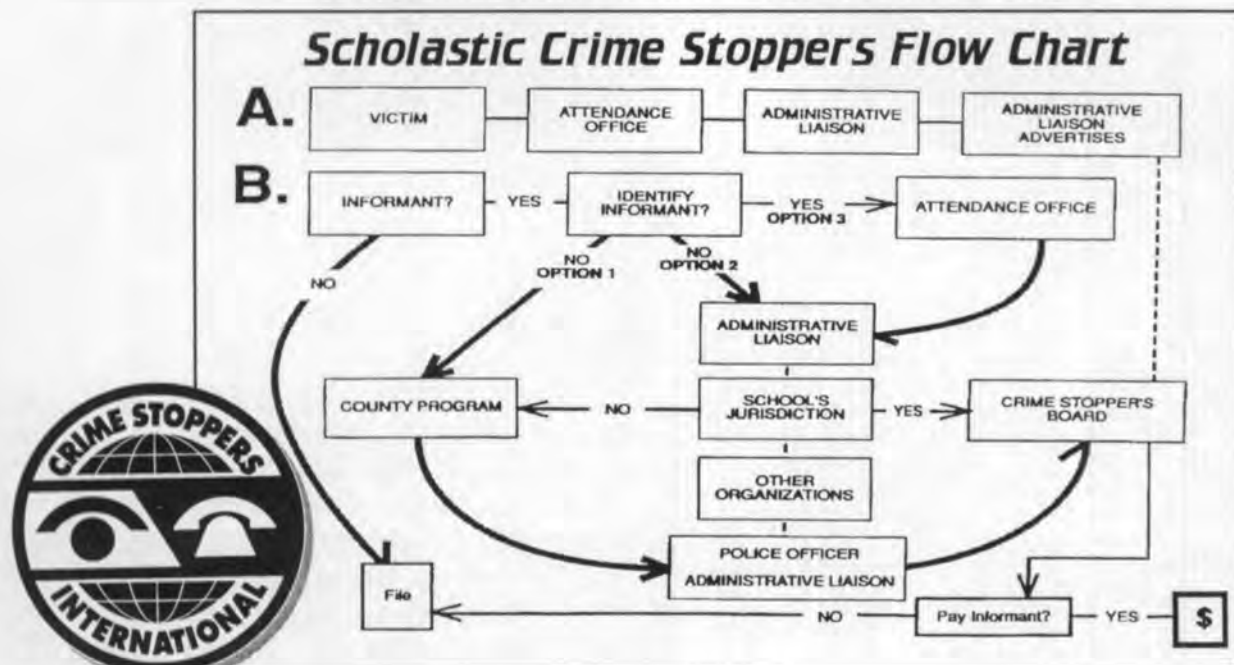 Scholastic Crime Stoppers Flow Chart
A.
VICTIM
ATTENDANCE
OFFICE
ADMINISTRATIVE
LIAISON
ADMINISTRATIVE
LIAISON
ADVERTISES
B.
INFORMANT?
YES
IDENTIFY
INFORMANT?
YES
OPTION 3
ATTENDANCE OFFICE
NO
NO
OPTION 1
NO
OPTION 2
ADMINISTRATIVE
LIAISON
COUNTY PROGRAM
NO
SCHOOL'S
JURISDICTION
YES
CRIME STOPPER'S
BOARD
OTHER
ORGANIZATIONS
POLICE OFFICER
ADMINISTRATIVE LIAISON
File
NO
Pay Informant?
YES
$
CRIME STOPPERS
INTERNATIONAL